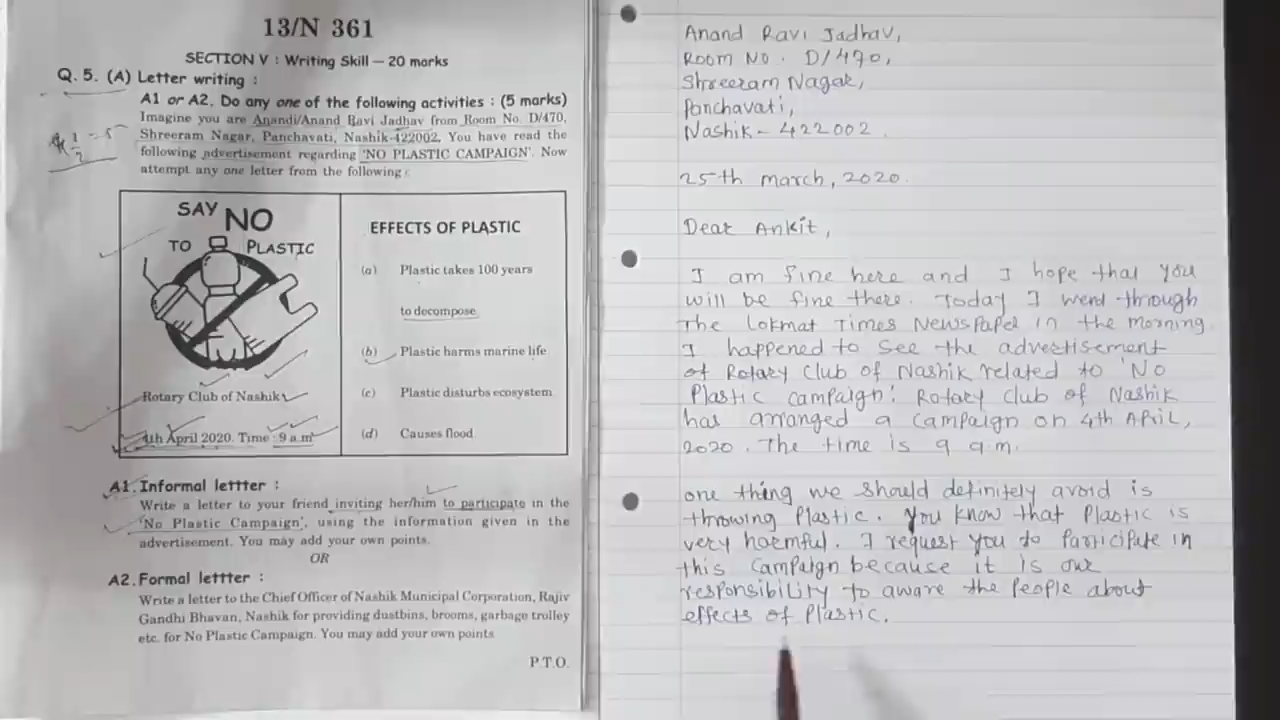 13/N 361
SECTION V : Writing Skill – 20 marks
Q. 5. (A) Letter writing :
A1 or A2. Do any one of the following activities : (5 marks)
Imagine you are Anandi/Anand Ravi Jadhav from Room No. D/470,
Shreeram Nagar, Panchavati, Nashik-422002. You have read the
following advertisement regarding 'NO PLASTIC CAMPAIGN'. Now
attempt any one letter from the following :
SAY NO
TO PLASTIC
Rotary Club of Nashik
4th April 2020. Time : 9 a.m
EFFECTS OF PLASTIC
(a) Plastic takes 100 years
to decompose
(b) Plastic harms marine life
(c) Plastic disturbs ecosystem
(d) Causes flood
A1. Informal lettter :
Write a letter to your friend inviting her/him to participate in the
'No Plastic Campaign', using the information given in the
advertisement. You may add your own points.
OR
A2. Formal lettter :
Write a letter to the Chief Officer of Nashik Municipal Corporation, Rajiv
Gandhi Bhavan, Nashik for providing dustbins, brooms, garbage trolley
etc. for No Plastic Campaign. You may add your own points
P.T.O.
Anand Ravi Jadhav,
Room No. D/470,
Shreeram Nagar,
Panchavati,
Nashik - 422002.
25th march, 2020.
Dear Ankit,
I am fine here and I hope that you
will be fine there. Today I went through
The Lokmat Times Newspaper in the morning.
I happened to see the advertisement
of Rotary Club of Nashik related to 'No
Plastic campaign'. Rotary club of Nashik
has arranged a campaign on 4th April,
2020. The time is 9 a.m.
one thing we should definitely avoid is
throwing Plastic. You know that Plastic is
very harmful. I request you to Participate in
this campaign because it is our
responsibility to aware the People about
effects of Plastic.